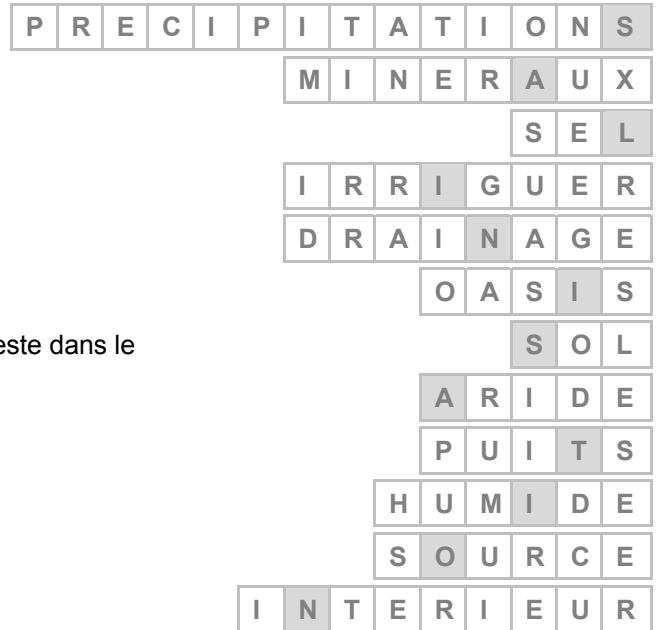 PRECIPITATIONS
MINERAUX
SEL
IRRIGUER
DRAINAGE
OASIS
este dans le
SOL
ARIDE
PUITS
HUMIDE
SOURCE
INTERIEUR